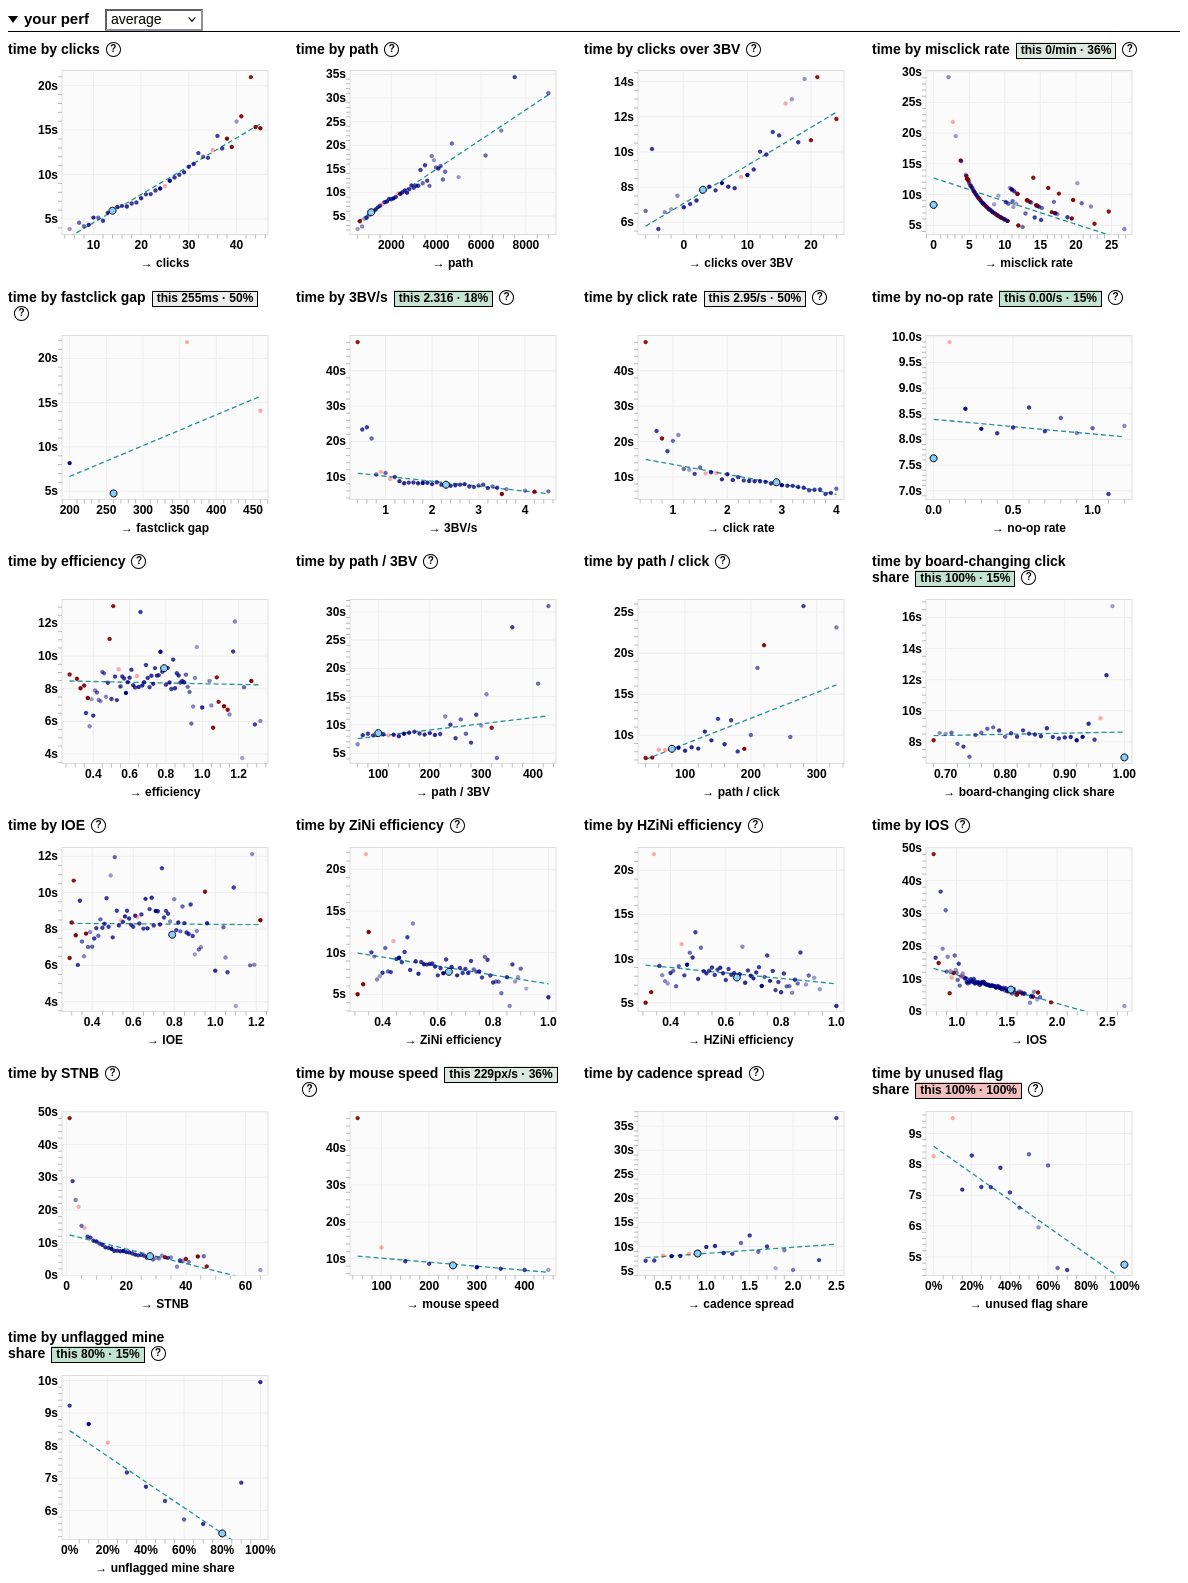 ▼ your perf average
time by clicks ?
20s
15s
10s
5s
10 20 30 40
→ clicks
time by path ?
35s
30s
25s
20s
15s
10s
5s
2000 4000 6000 8000
→ path
time by clicks over 3BV ?
14s
12s
10s
8s
6s
0 10 20
→ clicks over 3BV
time by misclick rate this 0/min · 36% ?
30s
25s
20s
15s
10s
5s
0 5 10 15 20 25
→ misclick rate
time by fastclick gap this 255ms · 50%
?
20s
15s
10s
5s
200 250 300 350 400 450
→ fastclick gap
time by 3BV/s this 2.316 · 18% ?
40s
30s
20s
10s
1 2 3 4
→ 3BV/s
time by click rate this 2.95/s · 50% ?
40s
30s
20s
10s
1 2 3 4
→ click rate
time by no-op rate this 0.00/s · 15% ?
10.0s
9.5s
9.0s
8.5s
8.0s
7.5s
7.0s
0.0 0.5 1.0
→ no-op rate
time by efficiency ?
12s
10s
8s
6s
4s
0.4 0.6 0.8 1.0 1.2
→ efficiency
time by path / 3BV ?
30s
25s
20s
15s
10s
5s
100 200 300 400
→ path / 3BV
time by path / click ?
25s
20s
15s
10s
100 200 300
→ path / click
time by board-changing click
share this 100% · 15% ?
16s
14s
12s
10s
8s
0.70 0.80 0.90 1.00
→ board-changing click share
time by IOE ?
12s
10s
8s
6s
4s
0.4 0.6 0.8 1.0 1.2
→ IOE
time by ZiNi efficiency ?
20s
15s
10s
5s
0.4 0.6 0.8 1.0
→ ZiNi efficiency
time by HZiNi efficiency ?
20s
15s
10s
5s
0.4 0.6 0.8 1.0
→ HZiNi efficiency
time by IOS ?
50s
40s
30s
20s
10s
0s
1.0 1.5 2.0 2.5
→ IOS
time by STNB ?
50s
40s
30s
20s
10s
0s
0 20 40 60
→ STNB
time by mouse speed this 229px/s · 36%
?
40s
30s
20s
10s
100 200 300 400
→ mouse speed
time by cadence spread ?
35s
30s
25s
20s
15s
10s
5s
0.5 1.0 1.5 2.0 2.5
→ cadence spread
time by unused flag
share this 100% · 100% ?
9s
8s
7s
6s
5s
0% 20% 40% 60% 80% 100%
→ unused flag share
time by unflagged mine
share this 80% · 15% ?
10s
9s
8s
7s
6s
0% 20% 40% 60% 80% 100%
→ unflagged mine share